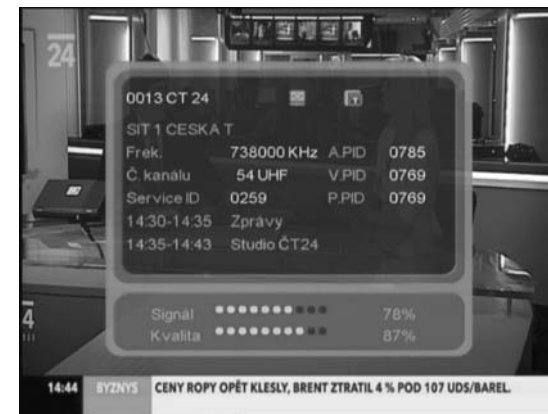 24
0013 CT 24
SIT 1 CESKA T
Frek. 738000 KHz A.PID 0785
Č. kanálu 54 UHF V.PID 0769
Service ID 0259 P.PID 0769
14:30-14:35 Zprávy
14:35-14:43 Studio ČT24
4
Signál 78%
Kvalita 87%
14:44 BYZNYS CENY ROPY OPĚT KLESLY, BRENT ZTRATIL 4 % POD 107 UDS/BAREL.